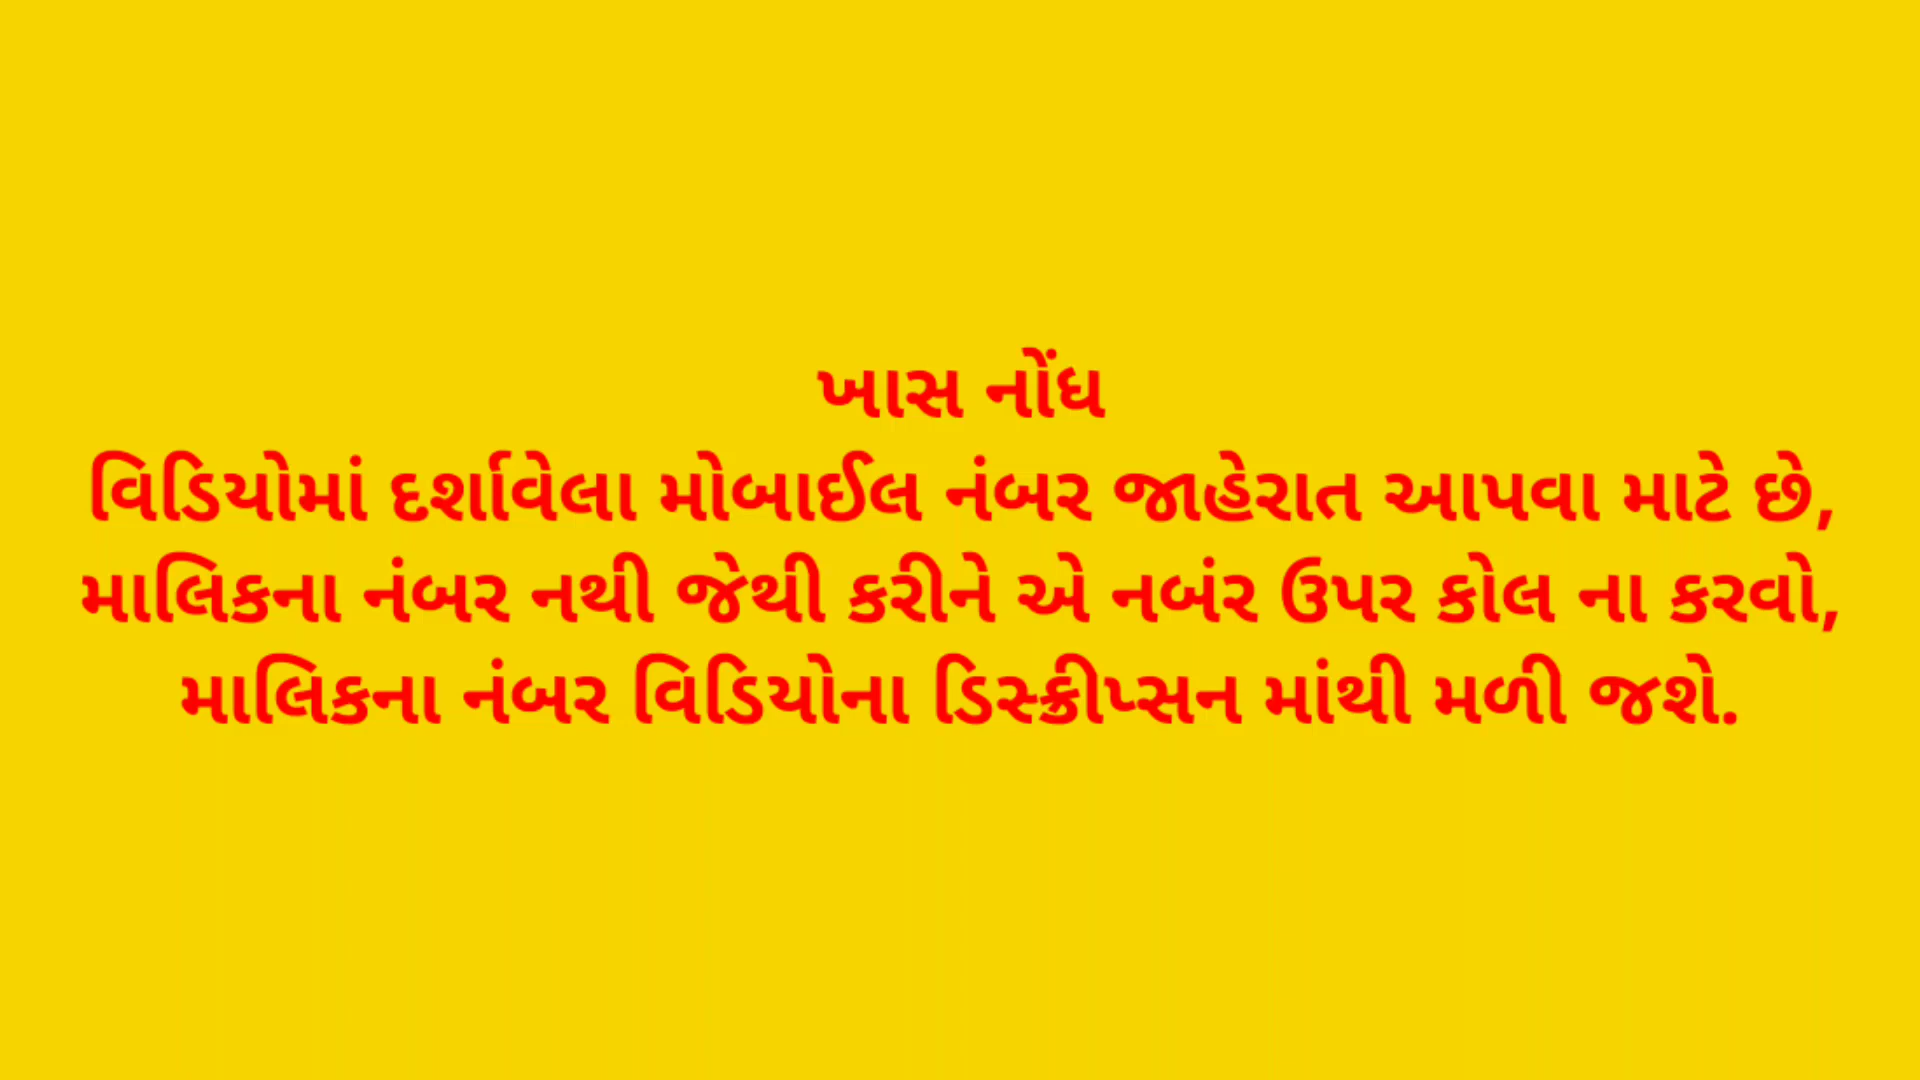 ખાસ નોંધ
વિડિયોમાં દર્શાવેલા મોબાઈલ નંબર જાહેરાત આપવા માટે છે,
માલિકના નંબર નથી જેથી કરીને એ નબંર ઉપર કોલ ના કરવો,
માલિકના નંબર વિડિયોના ડિસ્ક્રીપ્સન માંથી મળી જશે.